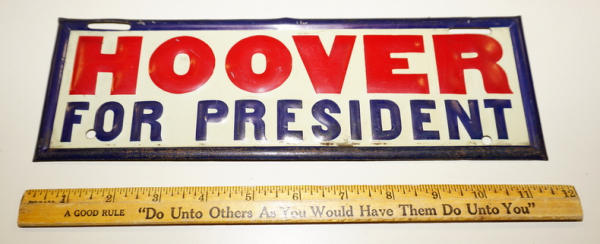 HOOVER
FOR PRESIDENT
1 2 3 4 5 6 7 8 9 10 11 12
A GOOD RULE "Do Unto Others As You Would Have Them Do Unto You"